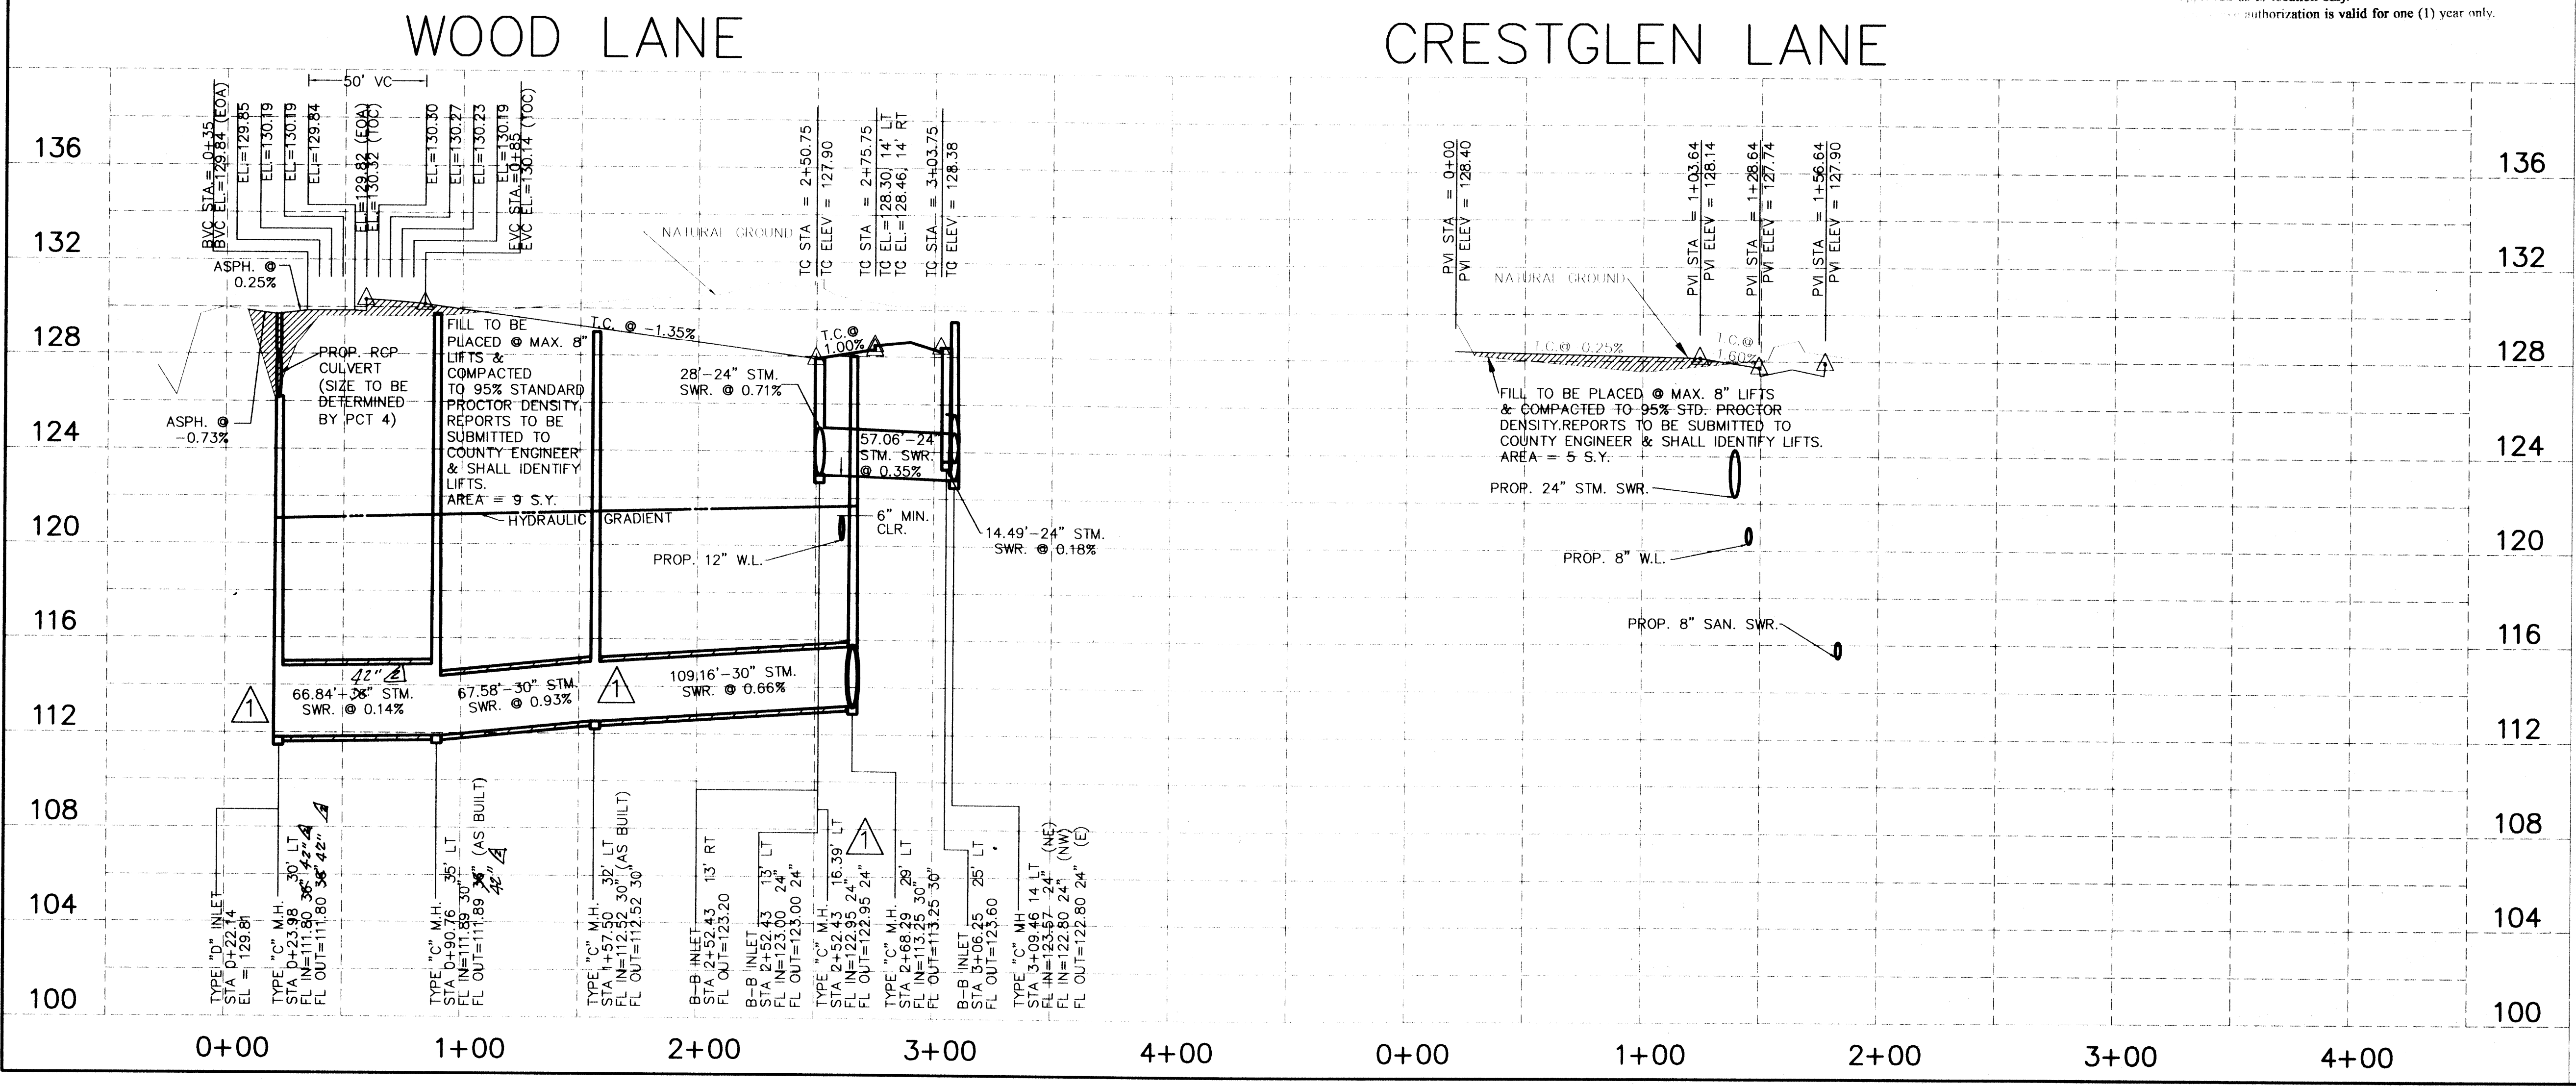 authorization is valid for one (1) year only.
WOOD LANE
CRESTGLEN LANE
136
132
128
124
120
116
112
108
104
100
50' VC
BVC STA.= 0+35
BVC EL.=129.84 (EOA)
EL.=129.85
EL.=130.19
EL.=130.19
EL.=129.84
EL.=129.82 (EOA)
EL.=130.32 (TOC)
EL.=130.30
EL.=130.27
EL.=130.23
EL.=130.19
EVC STA.=0+85
EVC EL.=130.14 (TOC)
ASPH. @
0.25%
NATURAL GROUND
TC STA = 2+50.75
TC ELEV = 127.90
TC STA = 2+75.75
TC EL.=128.30, 14' LT
TC EL.=128.46, 14' RT
TC STA. = 3+03.75
TC ELEV = 128.38
T.C. @ -1.35%
T.C.@
1.00%
PROP. RCP
CULVERT
(SIZE TO BE
DETERMINED
BY PCT 4)
ASPH. @
-0.73%
FILL TO BE
PLACED @ MAX. 8"
LIFTS &
COMPACTED
TO 95% STANDARD
PROCTOR DENSITY.
REPORTS TO BE
SUBMITTED TO
COUNTY ENGINEER
& SHALL IDENTIFY
LIFTS.
AREA = 9 S.Y.
28'-24" STM.
SWR. @ 0.71%
57.06'-24"
STM. SWR.
@ 0.35%
HYDRAULIC GRADIENT
6" MIN.
CLR.
PROP. 12" W.L.
14.49'-24" STM.
SWR. @ 0.18%
42" 2
66.84'-36" STM.
SWR. @ 0.14%
1
67.58'-30" STM.
SWR. @ 0.93%
1
109.16'-30" STM.
SWR. @ 0.66%
TYPE "D" INLET
STA 0+22.14
EL = 129.81
TYPE "C" M.H.
STA 0+23.98 30' LT
FL IN=111.80 36" 42" 2
FL OUT=111.80 36" 42" 2
TYPE "C" M.H.
STA 0+90.76 35' LT
FL IN=111.89 30"
FL OUT=111.89 36" (AS BUILT)
42" 2
TYPE "C" M.H.
STA 1+57.50 32' LT
FL IN=112.52 30" (AS BUILT)
FL OUT=112.52 30"
B-B INLET
STA 2+52.43 13' RT
FL OUT=123.20
B-B INLET
STA 2+52.43 13' LT
FL IN=123.00 24"
FL OUT=123.00 24"
TYPE "C" M.H.
STA 2+52.43 16.39' LT
FL IN=122.95 24"
FL OUT=122.95 24"
1
TYPE "C" M.H.
STA 2+68.29 29' LT
FL IN=113.25 30"
FL OUT=113.25 30"
B-B INLET
STA 3+06.25 25' LT
FL OUT=123.60
TYPE "C" MH
STA 3+09.46 14 LT
FL IN=123.57 24" (NE)
FL IN=122.80 24" (NW)
FL OUT=122.80 24" (E)
0+00 1+00 2+00 3+00 4+00
PVI STA = 0+00
PVI ELEV = 128.40
PVI STA = 1+03.64
PVI ELEV = 128.14
PVI STA = 1+28.64
PVI ELEV = 127.74
PVI STA = 1+56.64
PVI ELEV = 127.90
NATURAL GROUND
T.C.@ 0.25%
T.C.@
1.60%
FILL TO BE PLACED @ MAX. 8" LIFTS
& COMPACTED TO 95% STD. PROCTOR
DENSITY.REPORTS TO BE SUBMITTED TO
COUNTY ENGINEER & SHALL IDENTIFY LIFTS.
AREA = 5 S.Y.
PROP. 24" STM. SWR.
PROP. 8" W.L.
PROP. 8" SAN. SWR.
136
132
128
124
120
116
112
108
104
100
0+00 1+00 2+00 3+00 4+00